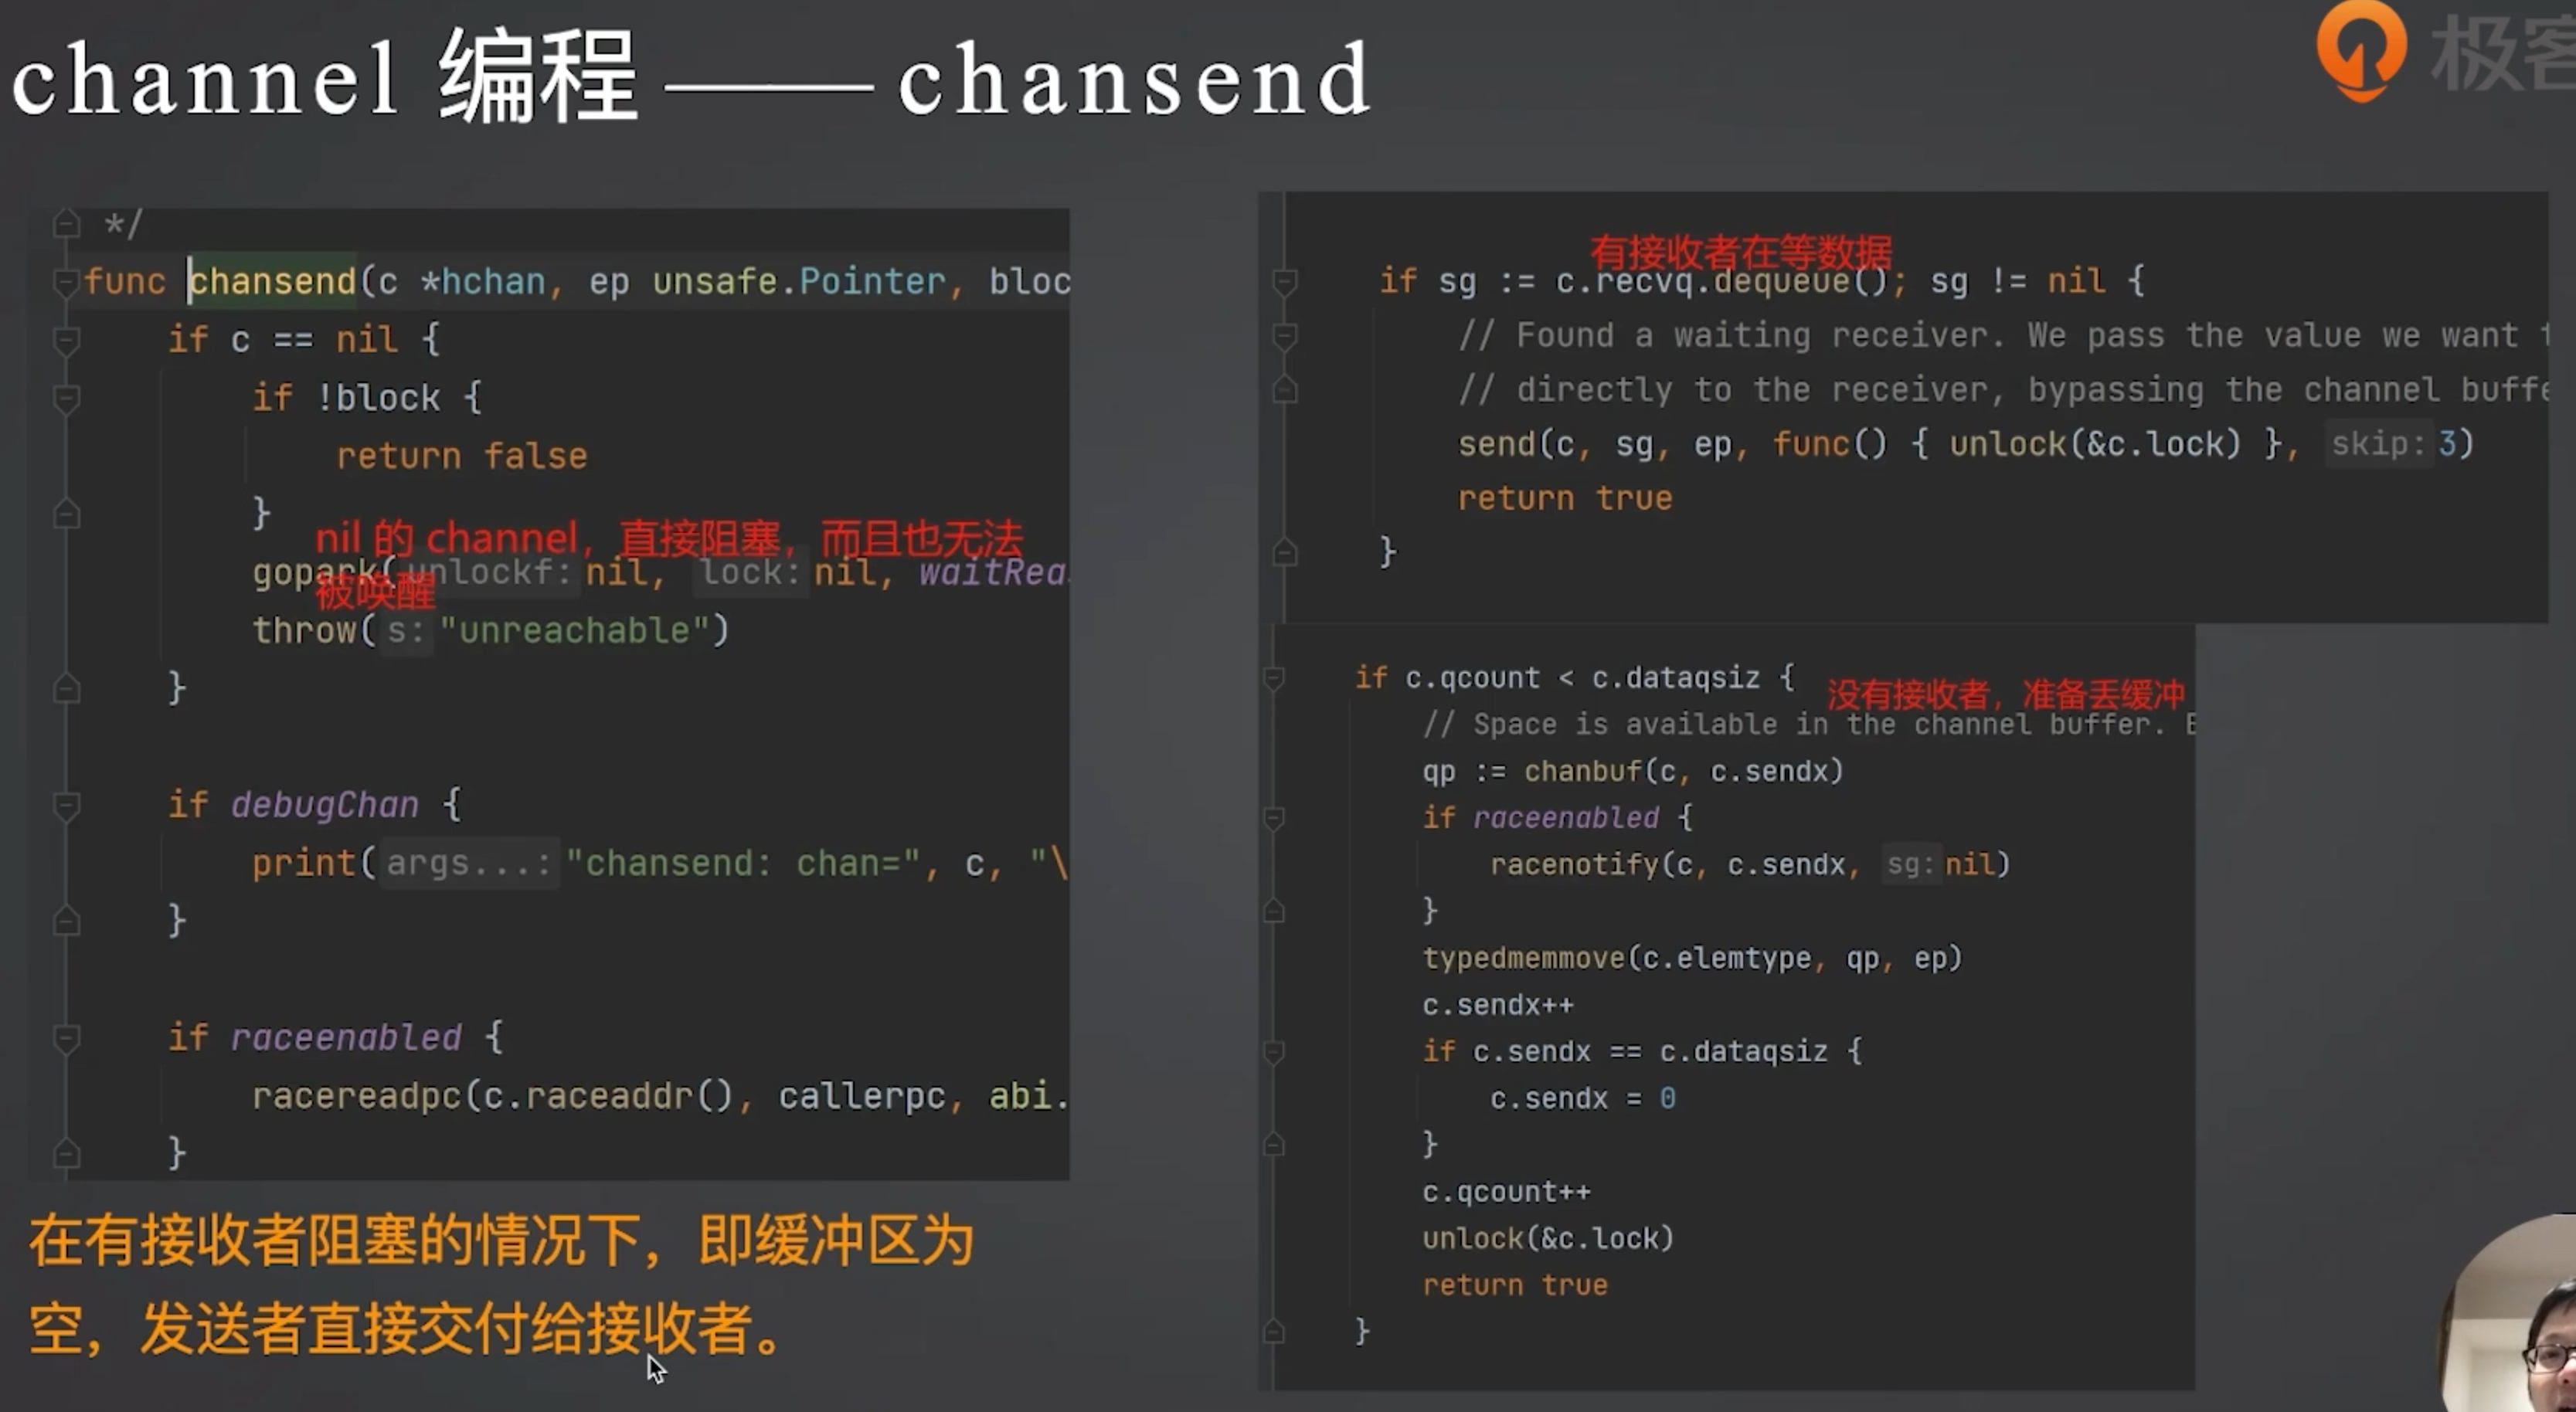 channel 编程 —— chansend
极客
*/
func chansend(c *hchan, ep unsafe.Pointer, bloc
if c == nil {
if !block {
return false
}
nil 的 channel，直接阻塞，而且也无法
被唤醒
gopark( unlockf: nil, lock: nil, waitRea
throw( s: "unreachable")
}
if debugChan {
print( args...: "chansend: chan=", c, "\
}
if raceenabled {
racereadpc(c.raceaddr(), callerpc, abi.
}
在有接收者阻塞的情况下，即缓冲区为
空，发送者直接交付给接收者。
有接收者在等数据
if sg := c.recvq.dequeue(); sg != nil {
// Found a waiting receiver. We pass the value we want t
// directly to the receiver, bypassing the channel buffe
send(c, sg, ep, func() { unlock(&c.lock) }, skip: 3)
return true
}
if c.qcount < c.dataqsiz {
没有接收者，准备丢缓冲
// Space is available in the channel buffer. E
qp := chanbuf(c, c.sendx)
if raceenabled {
racenotify(c, c.sendx, sg: nil)
}
typedmemmove(c.elemtype, qp, ep)
c.sendx++
if c.sendx == c.dataqsiz {
c.sendx = 0
}
c.qcount++
unlock(&c.lock)
return true
}